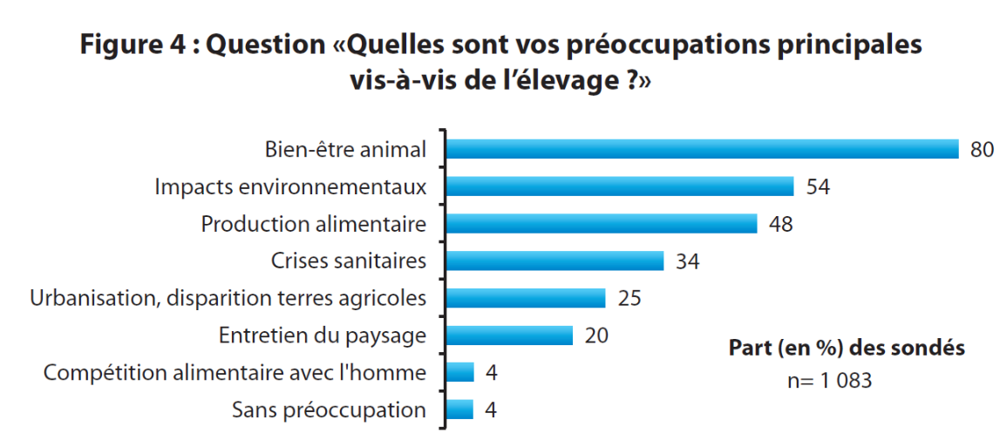 Figure 4 : Question «Quelles sont vos préoccupations principales
vis-à-vis de l’élevage ?»
Bien-être animal 80
Impacts environnementaux 54
Production alimentaire 48
Crises sanitaires 34
Urbanisation, disparition terres agricoles 25
Entretien du paysage 20
Compétition alimentaire avec l'homme 4
Sans préoccupation 4
Part (en %) des sondés
n= 1 083